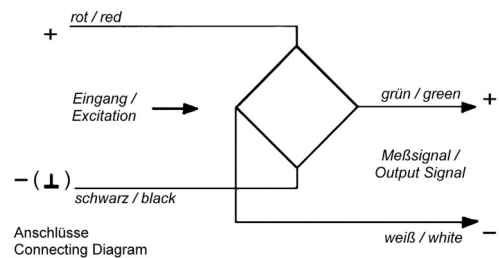 rot / red
+
grün / green
+
Eingang /
Excitation
Meßsignal /
Output Signal
- (⊥)
schwarz / black
Anschlüsse
Connecting Diagram
weiß / white
-